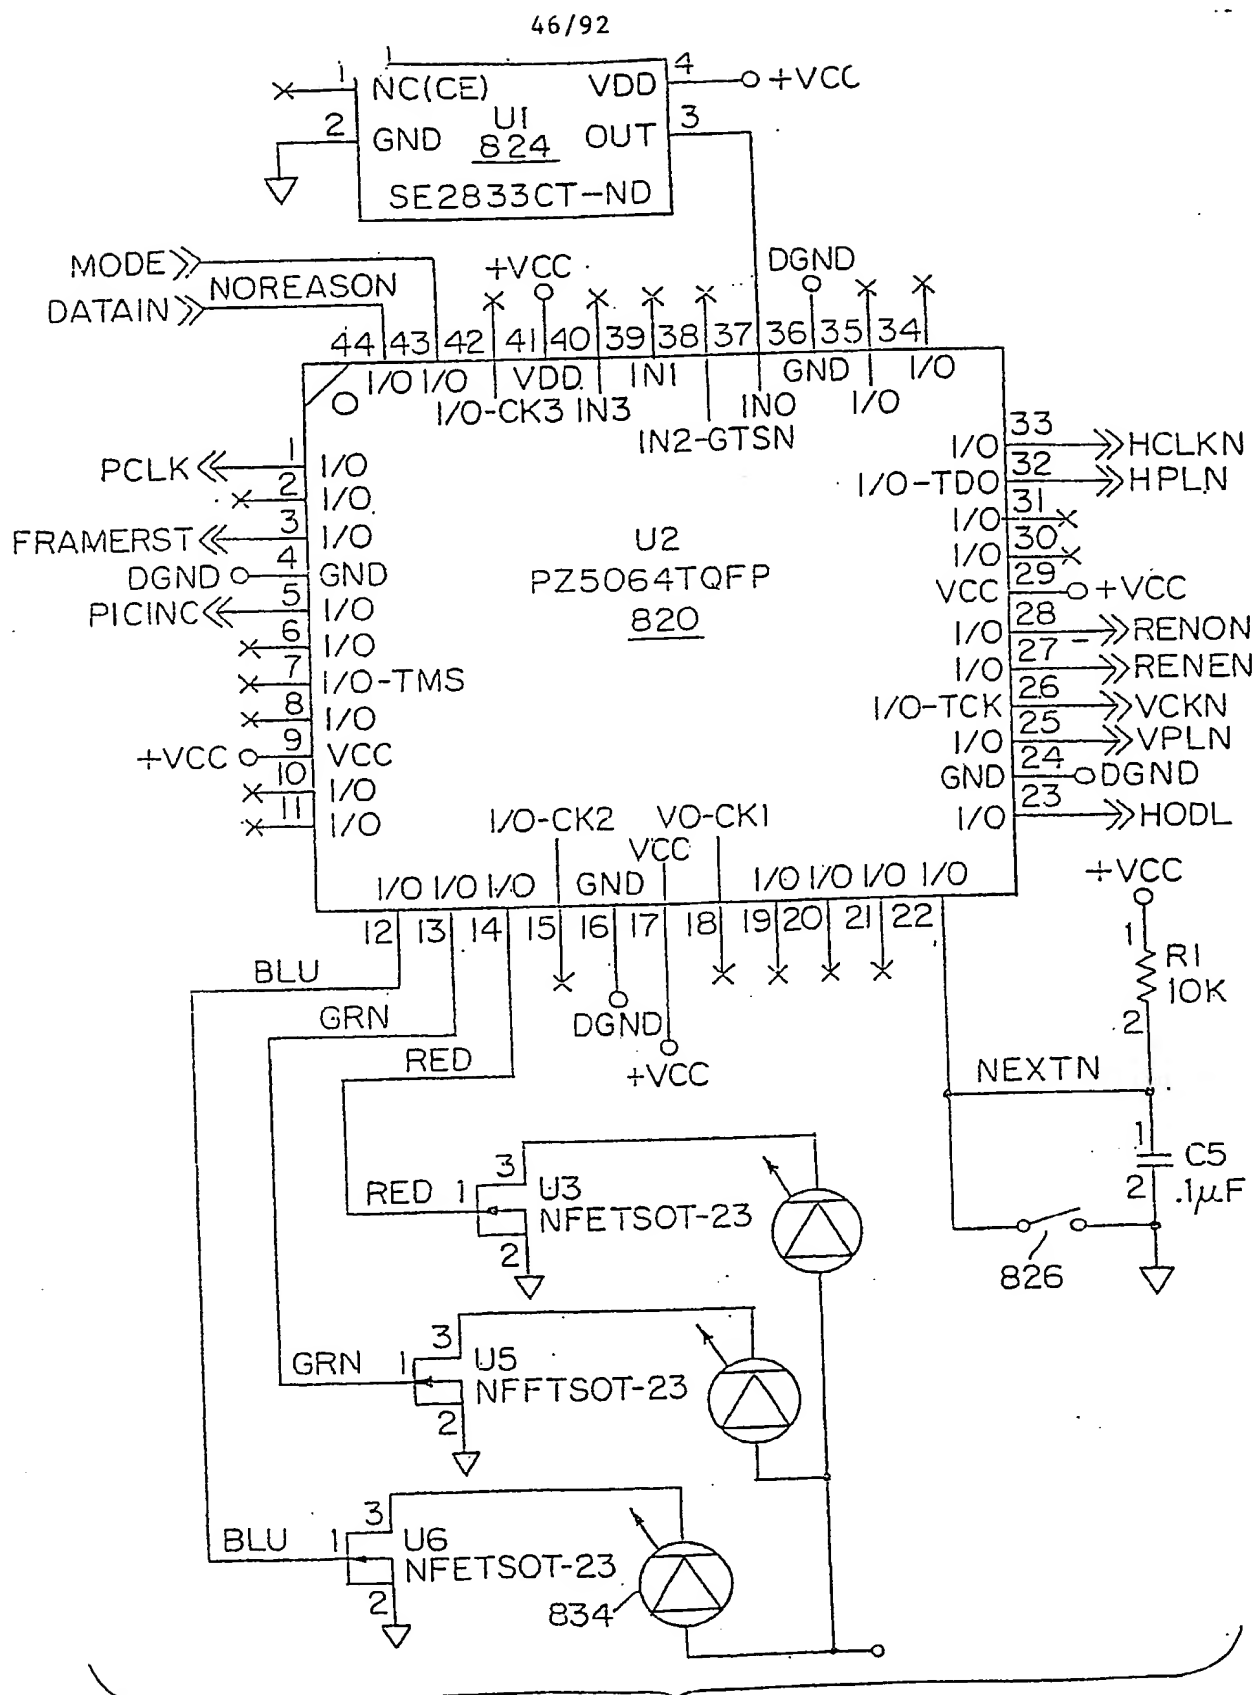 46/92
1 NC(CE) VDD 4 +VCC
U1
2 GND 824 OUT 3
SE2833CT-ND
MODE
NOREASON
DATAIN
+VCC
DGND
44 43 42 41 40 39 38 37 36 35 34
I/O I/O VDD IN1 GND I/O
I/O-CK3 IN3 IN0 I/O
IN2-GTSN
PCLK 1 I/O
2 I/O
FRAMERST 3 I/O
DGND 4 GND
PICINC 5 I/O
6 I/O
7 I/O-TMS
8 I/O
+VCC 9 VCC
10 I/O
11 I/O
U2
PZ5064TQFP
820
I/O 33 HCLKN
I/O-TDO 32 HPLN
I/O 31
I/O 30
VCC 29 +VCC
I/O 28 RENON
I/O 27 RENEN
I/O-TCK 26 VCKN
I/O 25 VPLN
GND 24 DGND
I/O 23 HODL
I/O-CK2 VO-CK1
VCC
I/O I/O I/O GND I/O I/O I/O I/O
12 13 14 15 16 17 18 19 20 21 22
BLU
GRN
RED
DGND
+VCC
+VCC
1
R1
10K
2
NEXTN
1
C5
2
.1µF
826
RED 1 3 U3
NFETSOT-23
2
GRN 1 3 U5
NFFTSOT-23
2
BLU 1 3 U6
NFETSOT-23
2
834